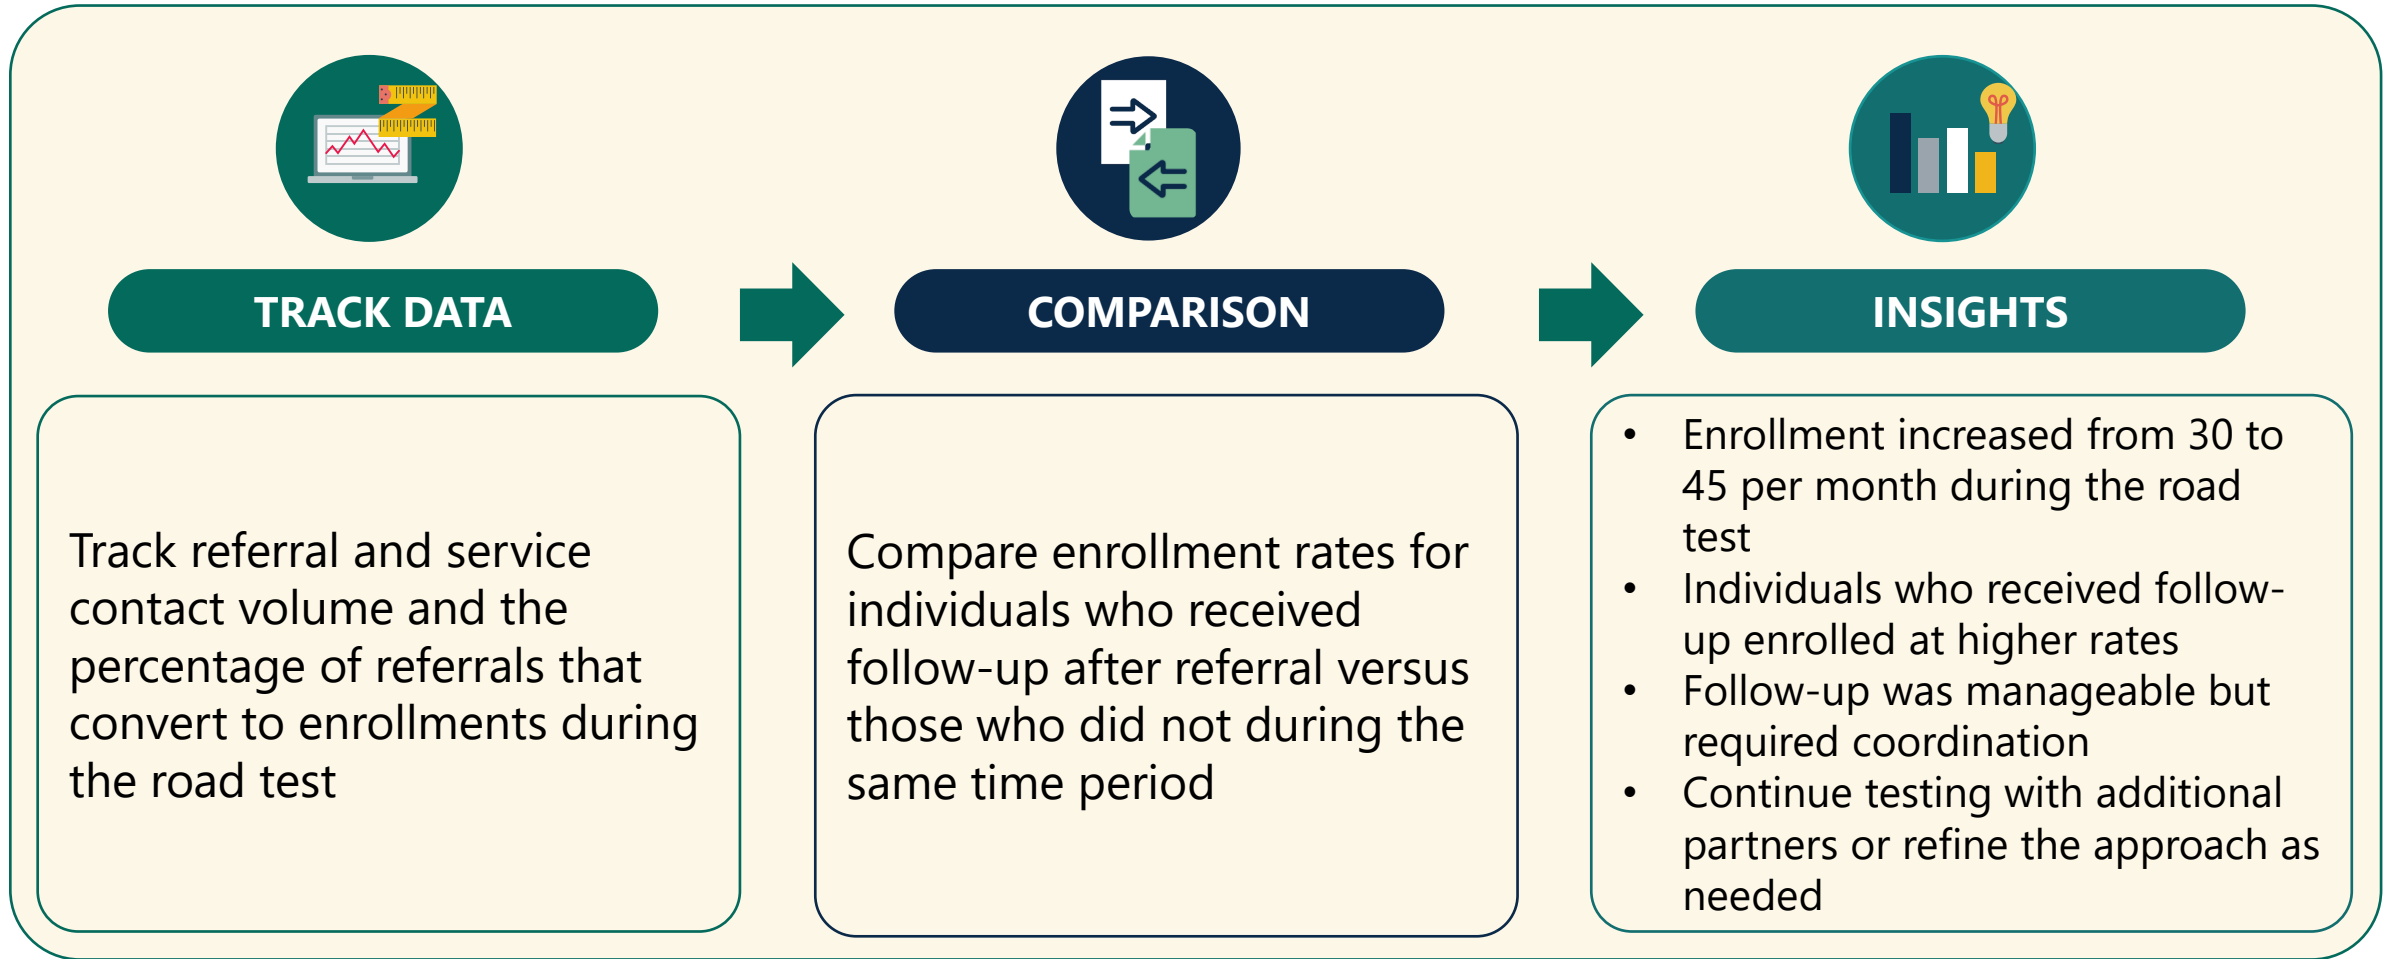 TRACK DATA
COMPARISON
INSIGHTS
Track referral and service
contact volume and the
percentage of referrals that
convert to enrollments during
the road test
Compare enrollment rates for
individuals who received
follow-up after referral versus
those who did not during the
same time period
• Enrollment increased from 30 to
45 per month during the road
test
• Individuals who received follow-
up enrolled at higher rates
• Follow-up was manageable but
required coordination
• Continue testing with additional
partners or refine the approach as
needed